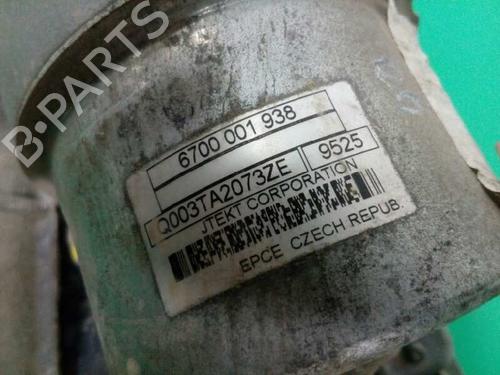 B-PARTS
6700 001 938
Q003TA2073ZE 9525
JTEKT CORPORATION
EPCE CZECH REPUB.